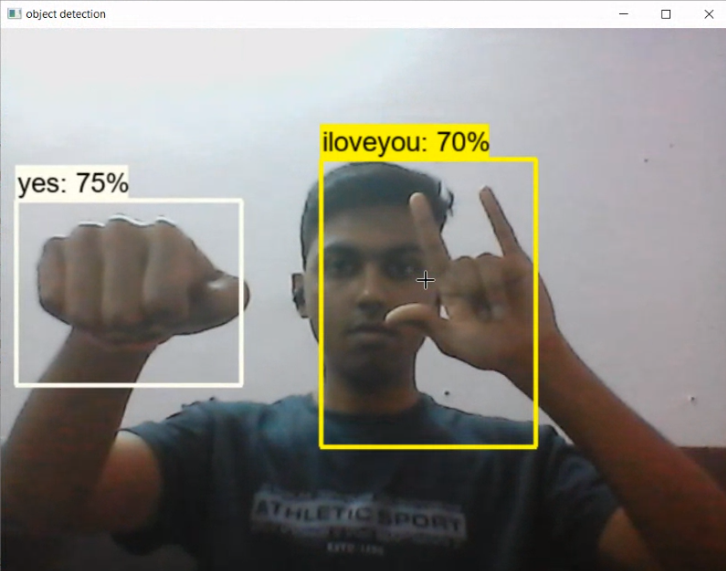 object detection
iloveyou: 70%
yes: 75%
ATHLETIC SPORT